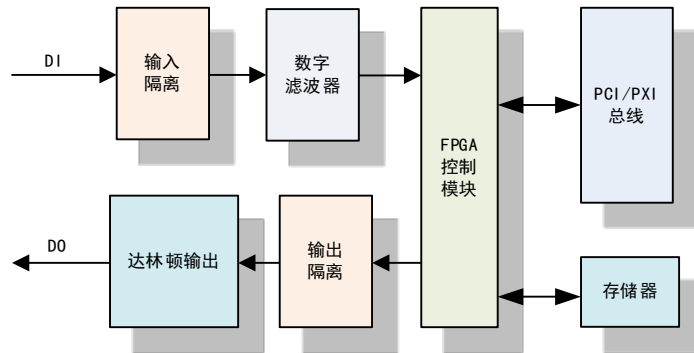 DI
输入
隔离
数字
滤波器
FPGA
控制
模块
PCI/PXI
总线
DO
达林顿输出
输出
隔离
存储器